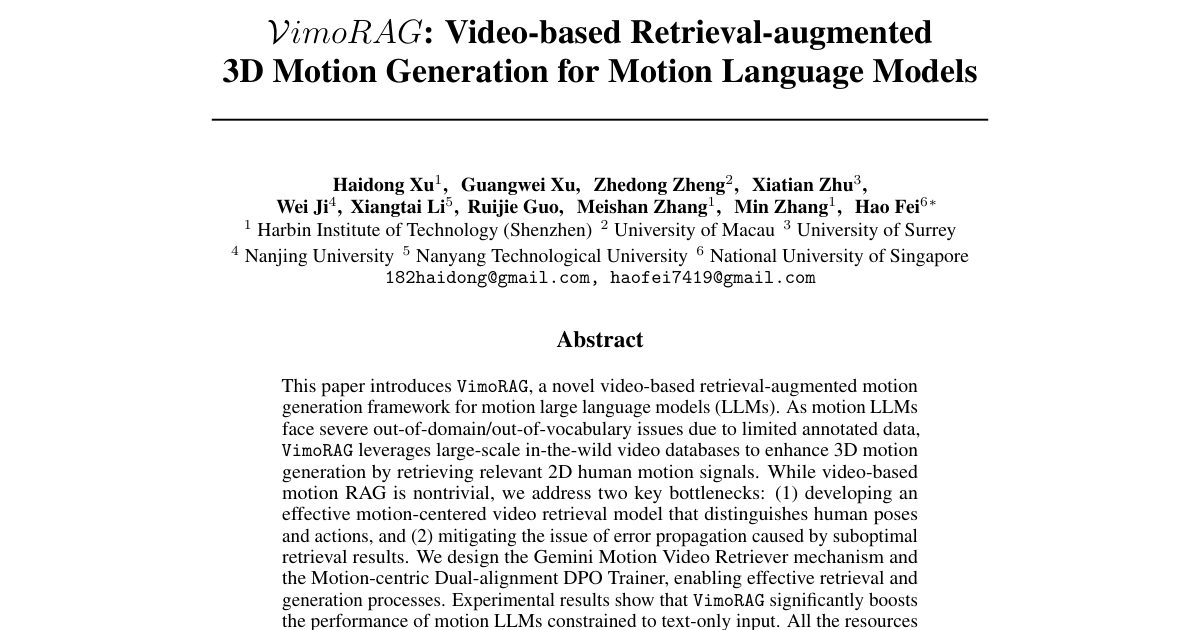 VimoRAG: Video-based Retrieval-augmented
3D Motion Generation for Motion Language Models
Haidong Xu1, Guangwei Xu, Zhedong Zheng2, Xiatian Zhu3,
Wei Ji4, Xiangtai Li5, Ruijie Guo, Meishan Zhang1, Min Zhang1, Hao Fei6*
1 Harbin Institute of Technology (Shenzhen) 2 University of Macau 3 University of Surrey
4 Nanjing University 5 Nanyang Technological University 6 National University of Singapore
182haidong@gmail.com, haofei7419@gmail.com
Abstract
This paper introduces VimoRAG, a novel video-based retrieval-augmented motion
generation framework for motion large language models (LLMs). As motion LLMs
face severe out-of-domain/out-of-vocabulary issues due to limited annotated data,
VimoRAG leverages large-scale in-the-wild video databases to enhance 3D motion
generation by retrieving relevant 2D human motion signals. While video-based
motion RAG is nontrivial, we address two key bottlenecks: (1) developing an
effective motion-centered video retrieval model that distinguishes human poses
and actions, and (2) mitigating the issue of error propagation caused by suboptimal
retrieval results. We design the Gemini Motion Video Retriever mechanism and
the Motion-centric Dual-alignment DPO Trainer, enabling effective retrieval and
generation processes. Experimental results show that VimoRAG significantly boosts
the performance of motion LLMs constrained to text-only input. All the resources